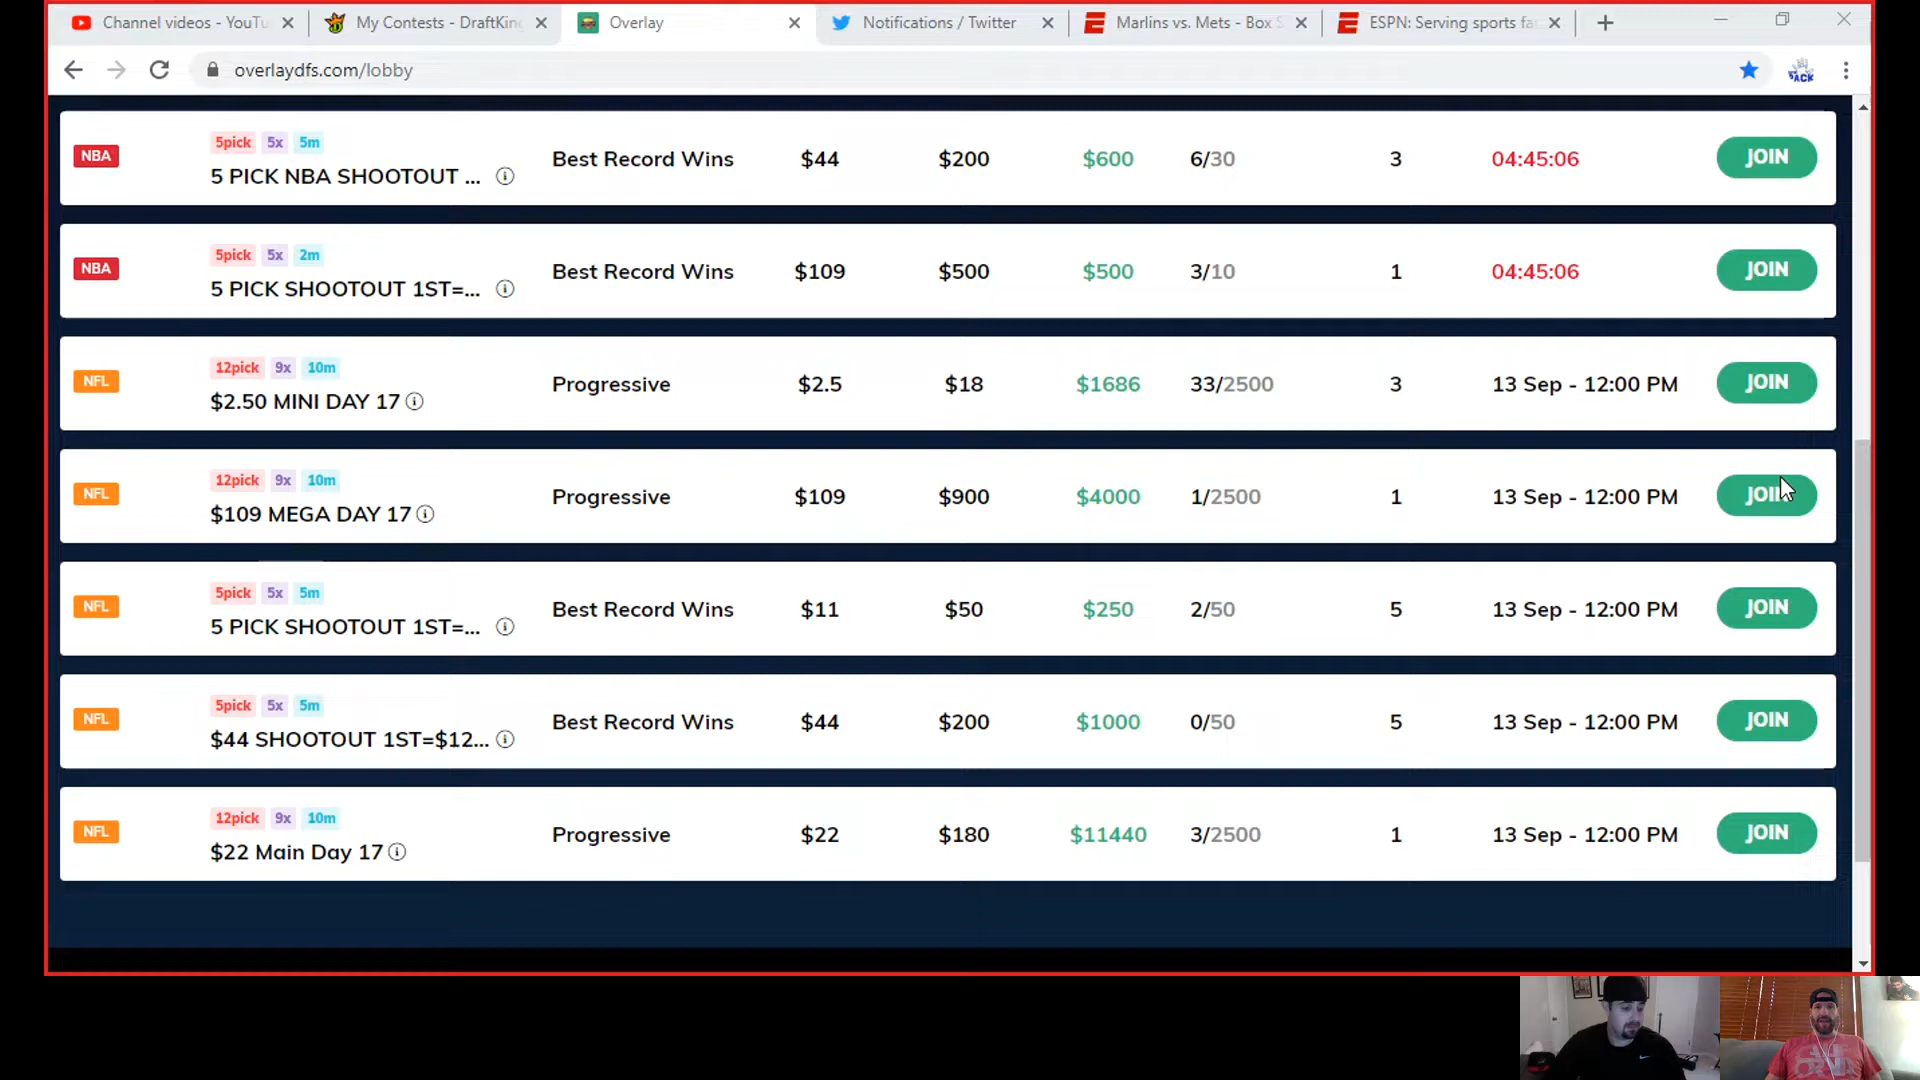 Channel videos - YouTu
My Contests - DraftKing
Overlay
Notifications / Twitter
Marlins vs. Mets - Box S
ESPN: Serving sports fa
overlaydfs.com/lobby
SACK
NBA
5pick 5x 5m
5 PICK NBA SHOOTOUT ...
Best Record Wins $44 $200 $600 6/30 3 04:45:06 JOIN
NBA
5pick 5x 2m
5 PICK SHOOTOUT 1ST=...
Best Record Wins $109 $500 $500 3/10 1 04:45:06 JOIN
NFL
12pick 9x 10m
$2.50 MINI DAY 17
Progressive $2.5 $18 $1686 33/2500 3 13 Sep - 12:00 PM JOIN
NFL
12pick 9x 10m
$109 MEGA DAY 17
Progressive $109 $900 $4000 1/2500 1 13 Sep - 12:00 PM JOIN
NFL
5pick 5x 5m
5 PICK SHOOTOUT 1ST=...
Best Record Wins $11 $50 $250 2/50 5 13 Sep - 12:00 PM JOIN
NFL
5pick 5x 5m
$44 SHOOTOUT 1ST=$12...
Best Record Wins $44 $200 $1000 0/50 5 13 Sep - 12:00 PM JOIN
NFL
12pick 9x 10m
$22 Main Day 17
Progressive $22 $180 $11440 3/2500 1 13 Sep - 12:00 PM JOIN